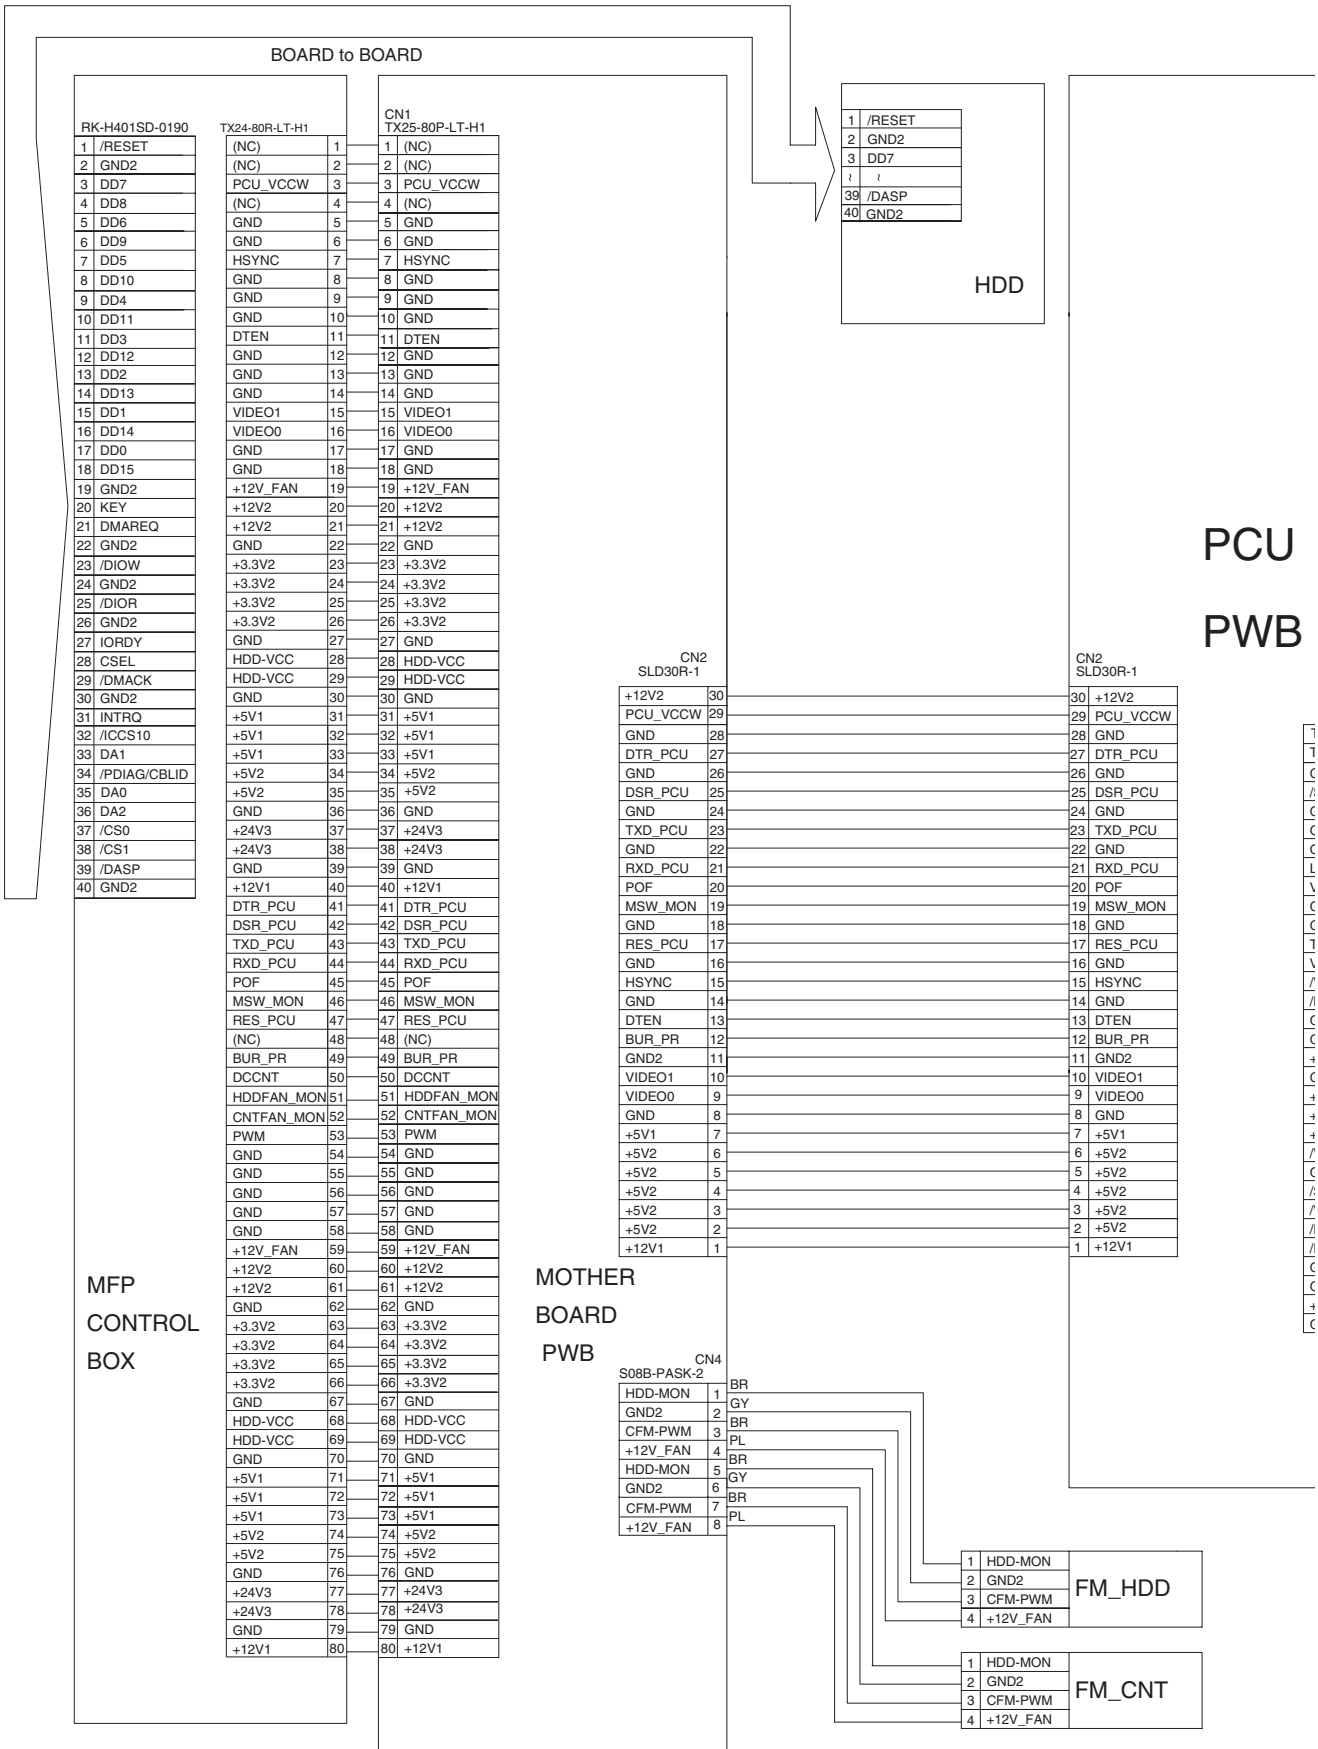 BOARD to BOARD
RK-H401SD-0190
1 /RESET
2 GND2
3 DD7
4 DD8
5 DD6
6 DD9
7 DD5
8 DD10
9 DD4
10 DD11
11 DD3
12 DD12
13 DD2
14 DD13
15 DD1
16 DD14
17 DD0
18 DD15
19 GND2
20 KEY
21 DMAREQ
22 GND2
23 /DIOW
24 GND2
25 /DIOR
26 GND2
27 IORDY
28 CSEL
29 /DMACK
30 GND2
31 INTRQ
32 /ICCS10
33 DA1
34 /PDIAG/CBLID
35 DA0
36 DA2
37 /CS0
38 /CS1
39 /DASP
40 GND2
MFP
CONTROL
BOX
TX24-80R-LT-H1
(NC) 1
(NC) 2
PCU_VCCW 3
(NC) 4
GND 5
GND 6
HSYNC 7
GND 8
GND 9
GND 10
DTEN 11
GND 12
GND 13
GND 14
VIDEO1 15
VIDEO0 16
GND 17
GND 18
+12V_FAN 19
+12V2 20
+12V2 21
GND 22
+3.3V2 23
+3.3V2 24
+3.3V2 25
+3.3V2 26
GND 27
HDD-VCC 28
HDD-VCC 29
GND 30
+5V1 31
+5V1 32
+5V1 33
+5V2 34
+5V2 35
GND 36
+24V3 37
+24V3 38
GND 39
+12V1 40
DTR_PCU 41
DSR_PCU 42
TXD_PCU 43
RXD_PCU 44
POF 45
MSW_MON 46
RES_PCU 47
(NC) 48
BUR_PR 49
DCCNT 50
HDDFAN_MON 51
CNTFAN_MON 52
PWM 53
GND 54
GND 55
GND 56
GND 57
GND 58
+12V_FAN 59
+12V2 60
+12V2 61
GND 62
+3.3V2 63
+3.3V2 64
+3.3V2 65
+3.3V2 66
GND 67
HDD-VCC 68
HDD-VCC 69
GND 70
+5V1 71
+5V1 72
+5V1 73
+5V2 74
+5V2 75
GND 76
+24V3 77
+24V3 78
GND 79
+12V1 80
CN1
TX25-80P-LT-H1
1 (NC)
2 (NC)
3 PCU_VCCW
4 (NC)
5 GND
6 GND
7 HSYNC
8 GND
9 GND
10 GND
11 DTEN
12 GND
13 GND
14 GND
15 VIDEO1
16 VIDEO0
17 GND
18 GND
19 +12V_FAN
20 +12V2
21 +12V2
22 GND
23 +3.3V2
24 +3.3V2
25 +3.3V2
26 +3.3V2
27 GND
28 HDD-VCC
29 HDD-VCC
30 GND
31 +5V1
32 +5V1
33 +5V1
34 +5V2
35 +5V2
36 GND
37 +24V3
38 +24V3
39 GND
40 +12V1
41 DTR_PCU
42 DSR_PCU
43 TXD_PCU
44 RXD_PCU
45 POF
46 MSW_MON
47 RES_PCU
48 (NC)
49 BUR_PR
50 DCCNT
51 HDDFAN_MON
52 CNTFAN_MON
53 PWM
54 GND
55 GND
56 GND
57 GND
58 GND
59 +12V_FAN
60 +12V2
61 +12V2
62 GND
63 +3.3V2
64 +3.3V2
65 +3.3V2
66 +3.3V2
67 GND
68 HDD-VCC
69 HDD-VCC
70 GND
71 +5V1
72 +5V1
73 +5V1
74 +5V2
75 +5V2
76 GND
77 +24V3
78 +24V3
79 GND
80 +12V1
MOTHER
BOARD
PWB
CN2
SLD30R-1
+12V2 30
PCU_VCCW 29
GND 28
DTR_PCU 27
GND 26
DSR_PCU 25
GND 24
TXD_PCU 23
GND 22
RXD_PCU 21
POF 20
MSW_MON 19
GND 18
RES_PCU 17
GND 16
HSYNC 15
GND 14
DTEN 13
BUR_PR 12
GND2 11
VIDEO1 10
VIDEO0 9
GND 8
+5V1 7
+5V2 6
+5V2 5
+5V2 4
+5V2 3
+5V2 2
+12V1 1
CN4
S08B-PASK-2
HDD-MON 1 BR
GND2 2 GY
CFM-PWM 3 BR
+12V_FAN 4 PL
HDD-MON 5 BR
GND2 6 GY
CFM-PWM 7 BR
+12V_FAN 8 PL
1 /RESET
2 GND2
3 DD7
~ ~
39 /DASP
40 GND2
HDD
PCU
PWB
CN2
SLD30R-1
30 +12V2
29 PCU_VCCW
28 GND
27 DTR_PCU
26 GND
25 DSR_PCU
24 GND
23 TXD_PCU
22 GND
21 RXD_PCU
20 POF
19 MSW_MON
18 GND
17 RES_PCU
16 GND
15 HSYNC
14 GND
13 DTEN
12 BUR_PR
11 GND2
10 VIDEO1
9 VIDEO0
8 GND
7 +5V1
6 +5V2
5 +5V2
4 +5V2
3 +5V2
2 +5V2
1 +12V1
1 HDD-MON
2 GND2
3 CFM-PWM
4 +12V_FAN
FM_HDD
1 HDD-MON
2 GND2
3 CFM-PWM
4 +12V_FAN
FM_CNT